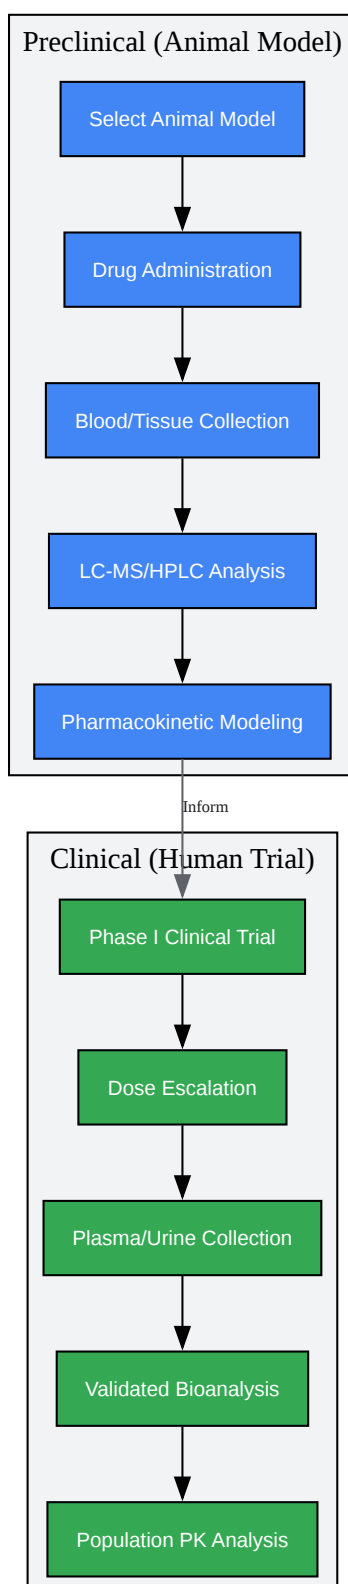 Preclinical (Animal Model)
Select Animal Model
Drug Administration
Blood/Tissue Collection
LC-MS/HPLC Analysis
Pharmacokinetic Modeling
Inform
Clinical (Human Trial)
Phase I Clinical Trial
Dose Escalation
Plasma/Urine Collection
Validated Bioanalysis
Population PK Analysis